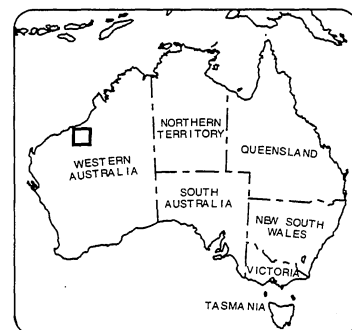 NORTHERN
TERRITORY
QUEENSLAND
WESTERN
AUSTRALIA
SOUTH
AUSTRALIA
NEW SOUTH
WALES
VICTORIA
TASMANIA